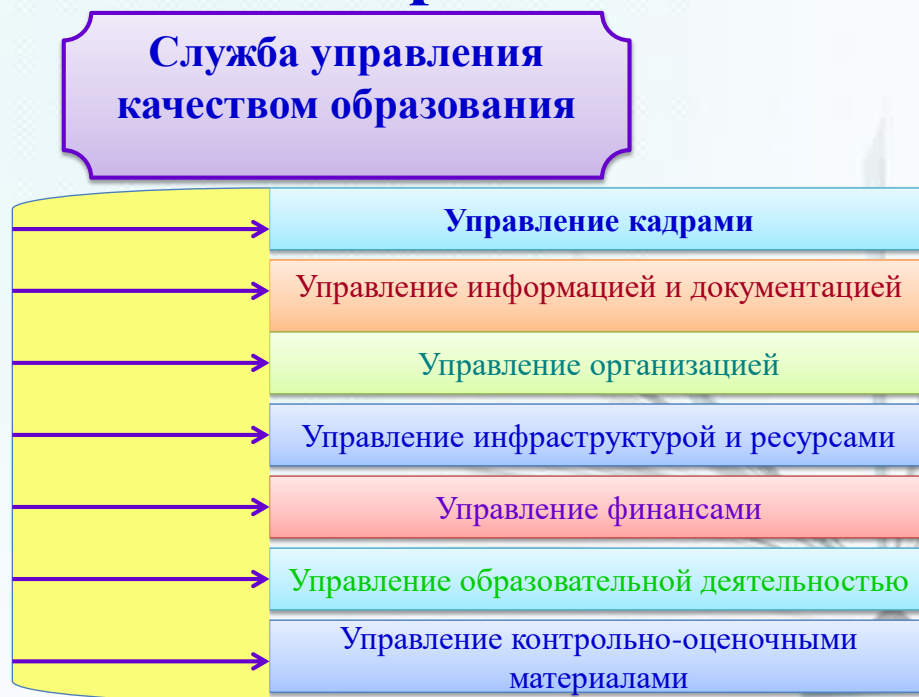 Служба управления
качеством образования
Управление кадрами
Управление информацией и документацией
Управление организацией
Управление инфраструктурой и ресурсами
Управление финансами
Управление образовательной деятельностью
Управление контрольно-оценочными
материалами